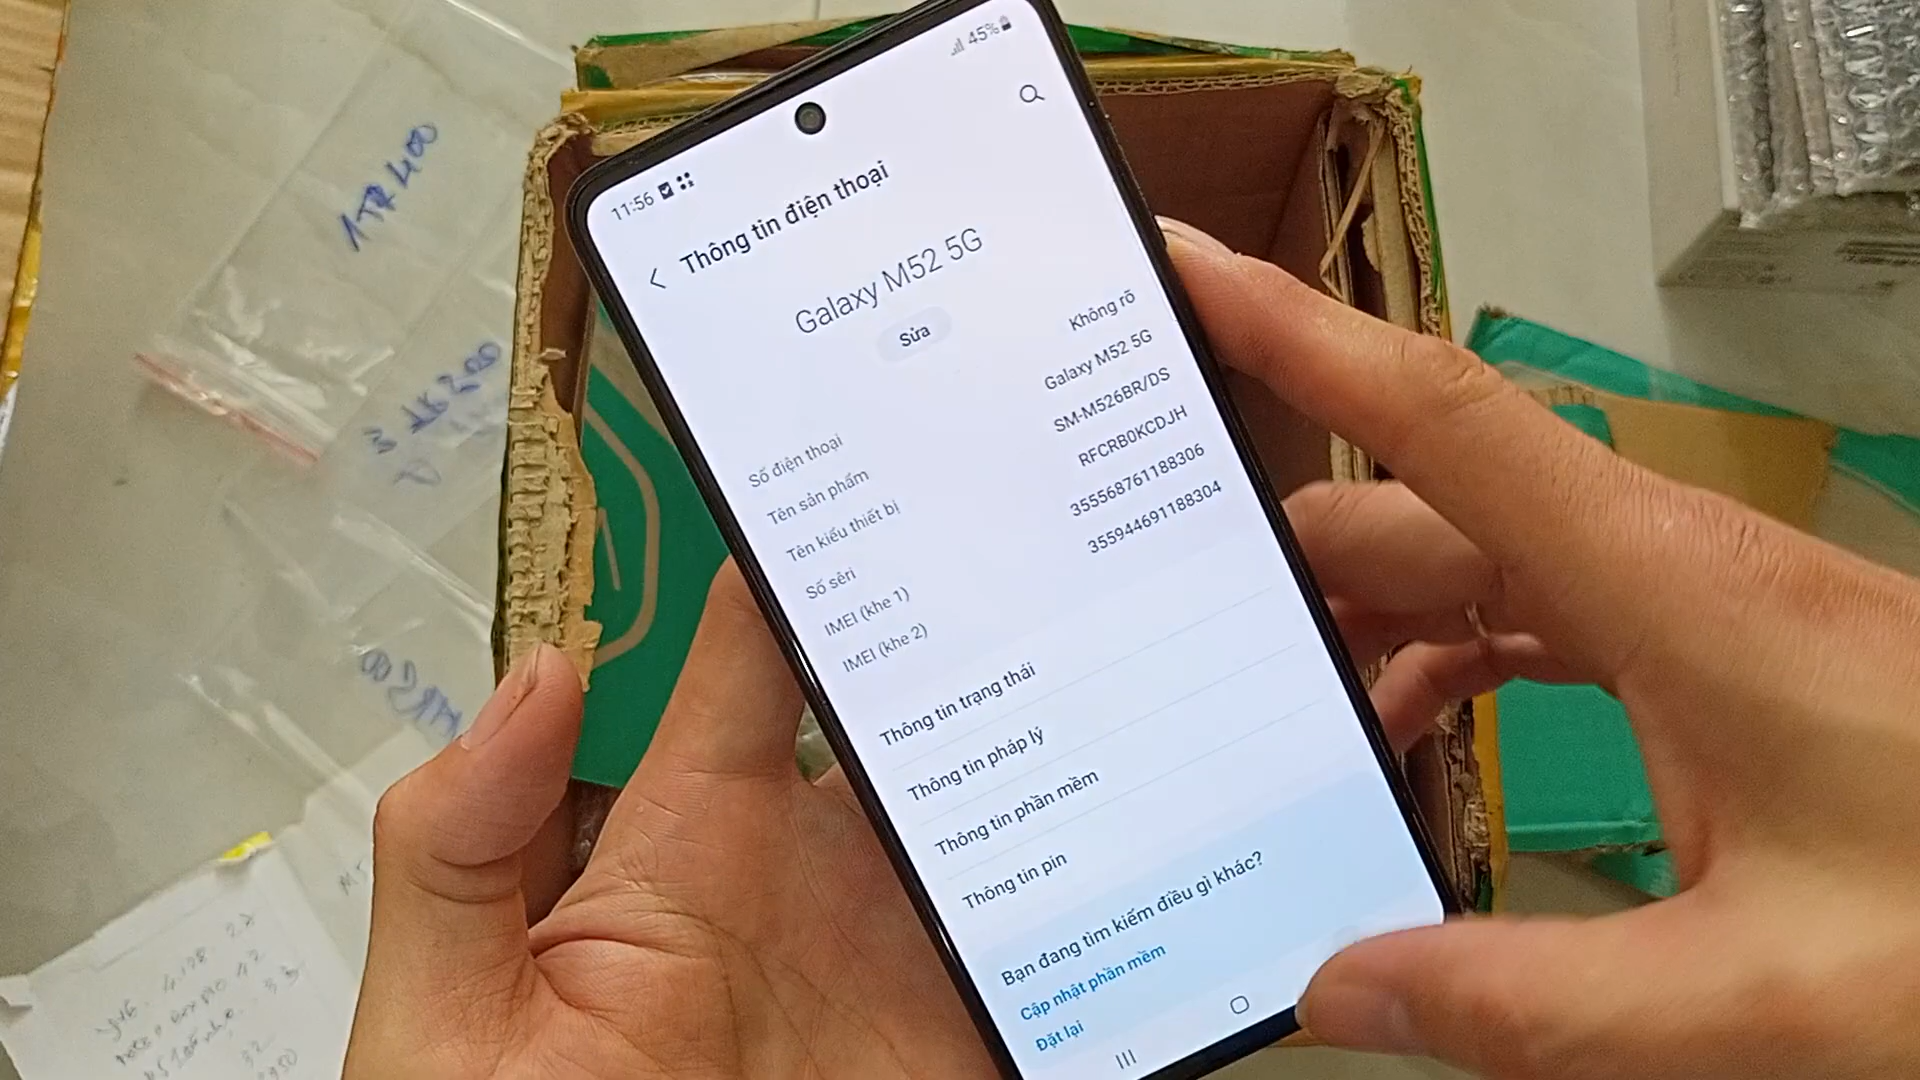 11:56
45%
Thông tin điện thoại
Galaxy M52 5G
Sửa
Số điện thoại Không rõ
Tên sản phẩm Galaxy M52 5G
Tên kiểu thiết bị SM-M526BR/DS
Số sêri RFCRB0KCDJH
IMEI (khe 1) 355568761188306
IMEI (khe 2) 355944691188304
Thông tin trạng thái
Thông tin pháp lý
Thông tin phần mềm
Thông tin pin
Bạn đang tìm kiếm điều gì khác?
Cập nhật phần mềm
Đặt lại
1TR400